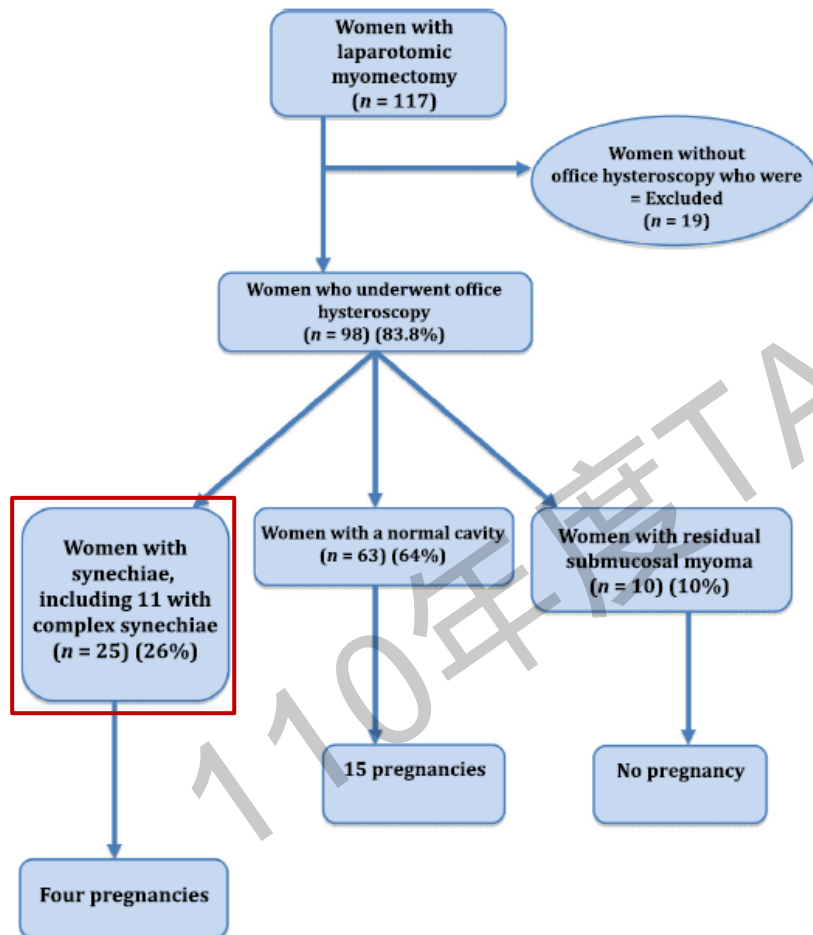 Women with
laparotomic
myomectomy
(n = 117)
Women without
office hysteroscopy who were
= Excluded
(n = 19)
Women who underwent office
hysteroscopy
(n = 98) (83.8%)
Women with
synechiae,
including 11 with
complex synechiae
(n = 25) (26%)
Women with a normal cavity
(n = 63) (64%)
Women with residual
submucosal myoma
(n = 10) (10%)
15 pregnancies
No pregnancy
Four pregnancies
110年度TA